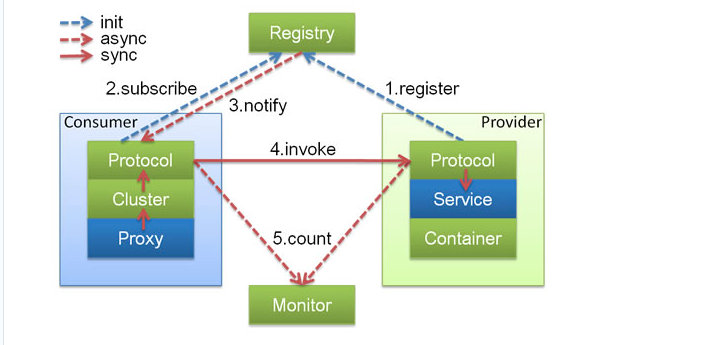 init
async
sync
Registry
2.subscribe
3.notify
1.register
Consumer
Provider
Protocol
4.invoke
Protocol
Cluster
Service
Proxy
5.count
Container
Monitor